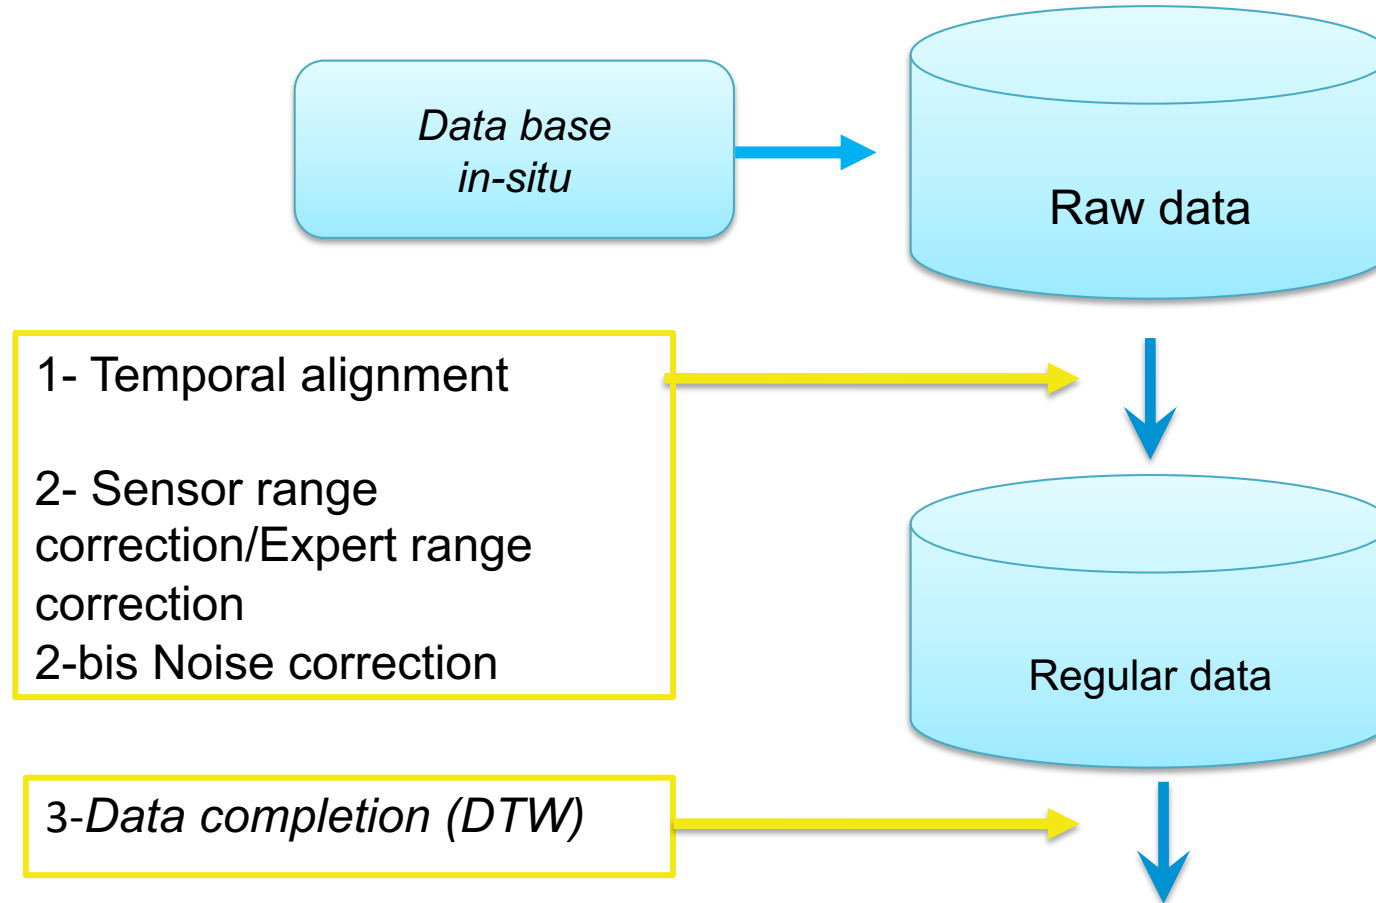 Data base
in-situ
Raw data
1- Temporal alignment
2- Sensor range
correction/Expert range
correction
2-bis Noise correction
Regular data
3-Data completion (DTW)